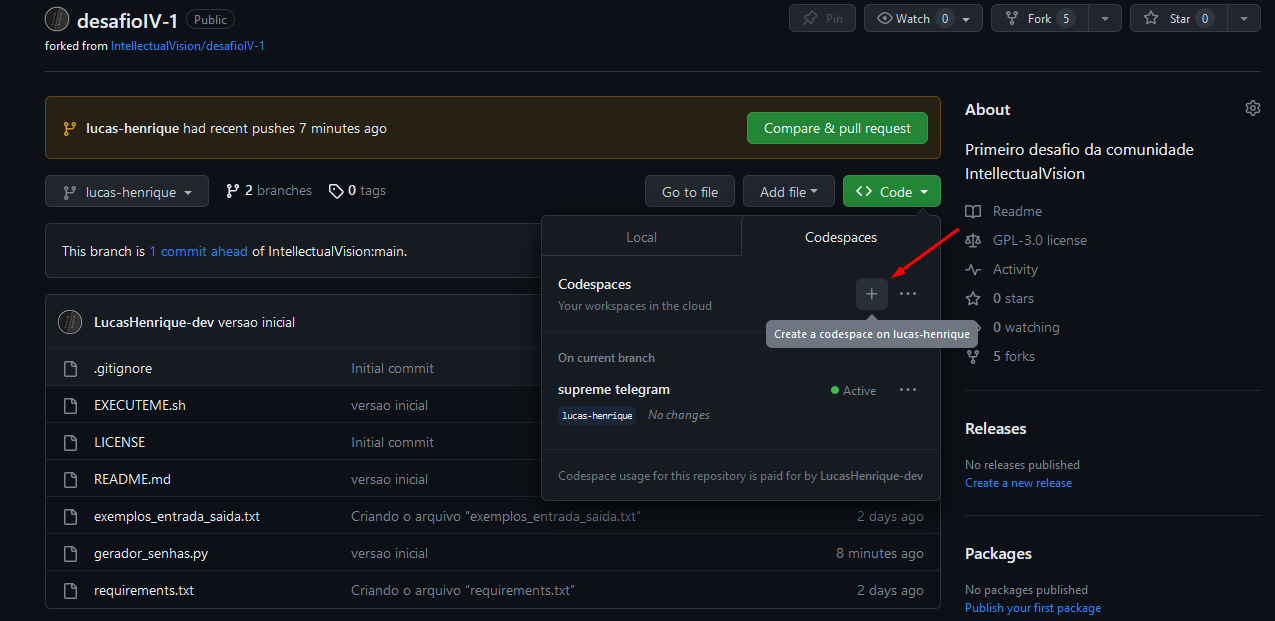 desafioIV-1 Public
Pin Watch 0 Fork 5 Star 0
forked from IntellectualVision/desafioIV-1
lucas-henrique had recent pushes 7 minutes ago
Compare & pull request
lucas-henrique 2 branches 0 tags
Go to file Add file Code
This branch is 1 commit ahead of IntellectualVision:main.
LucasHenrique-dev versao inicial
.gitignore Initial commit
EXECUTEME.sh versao inicial
LICENSE Initial commit
README.md versao inicial
exemplos_entrada_saida.txt Criando o arquivo "exemplos_entrada_saida.txt" 2 days ago
gerador_senhas.py versao inicial 8 minutes ago
requirements.txt Criando o arquivo "requirements.txt" 2 days ago
Local Codespaces
Codespaces
Your workspaces in the cloud
Create a codespace on lucas-henrique
On current branch
supreme telegram Active
lucas-henrique No changes
Codespace usage for this repository is paid for by LucasHenrique-dev
About
Primeiro desafio da comunidade
IntellectualVision
Readme
GPL-3.0 license
Activity
0 stars
0 watching
5 forks
Releases
No releases published
Create a new release
Packages
No packages published
Publish your first package